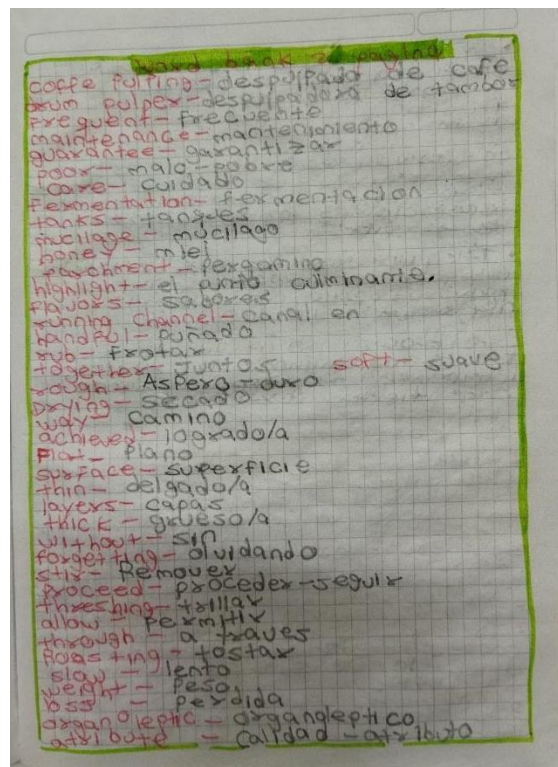 word bank 2 pagina
coffe pulping - despulpado de cafe
drum pulper - despulpadora de tambor
frequent - frecuente
maintenance - mantenimiento
guarantee - garantizar
poor - malo - pobre
care - cuidado
fermentation - fermentacion
tanks - tanques
mucilage - mucilago
honey - miel
parchment - pergamino
highlight - el punto culminante.
flavors - sabores
running channel - canal en
handful - puñado
rub - frotar
together - juntos soft - suave
rough - Aspero - duro
Drying - secado
way - camino
achieved - logrado/a
Flat - plano
surface - superficie
thin - delgado/a
layers - capas
thick - grueso/a
without - sin
forgetting - olvidando
stir - Remover
proceed - proceder - seguir
threshing - trillar
allow - permitir
through - a traves
Roasting - tostar
slow - lento
weight - peso
loss - perdida
organoleptic - organgleptico
atribute - calidad - atributo